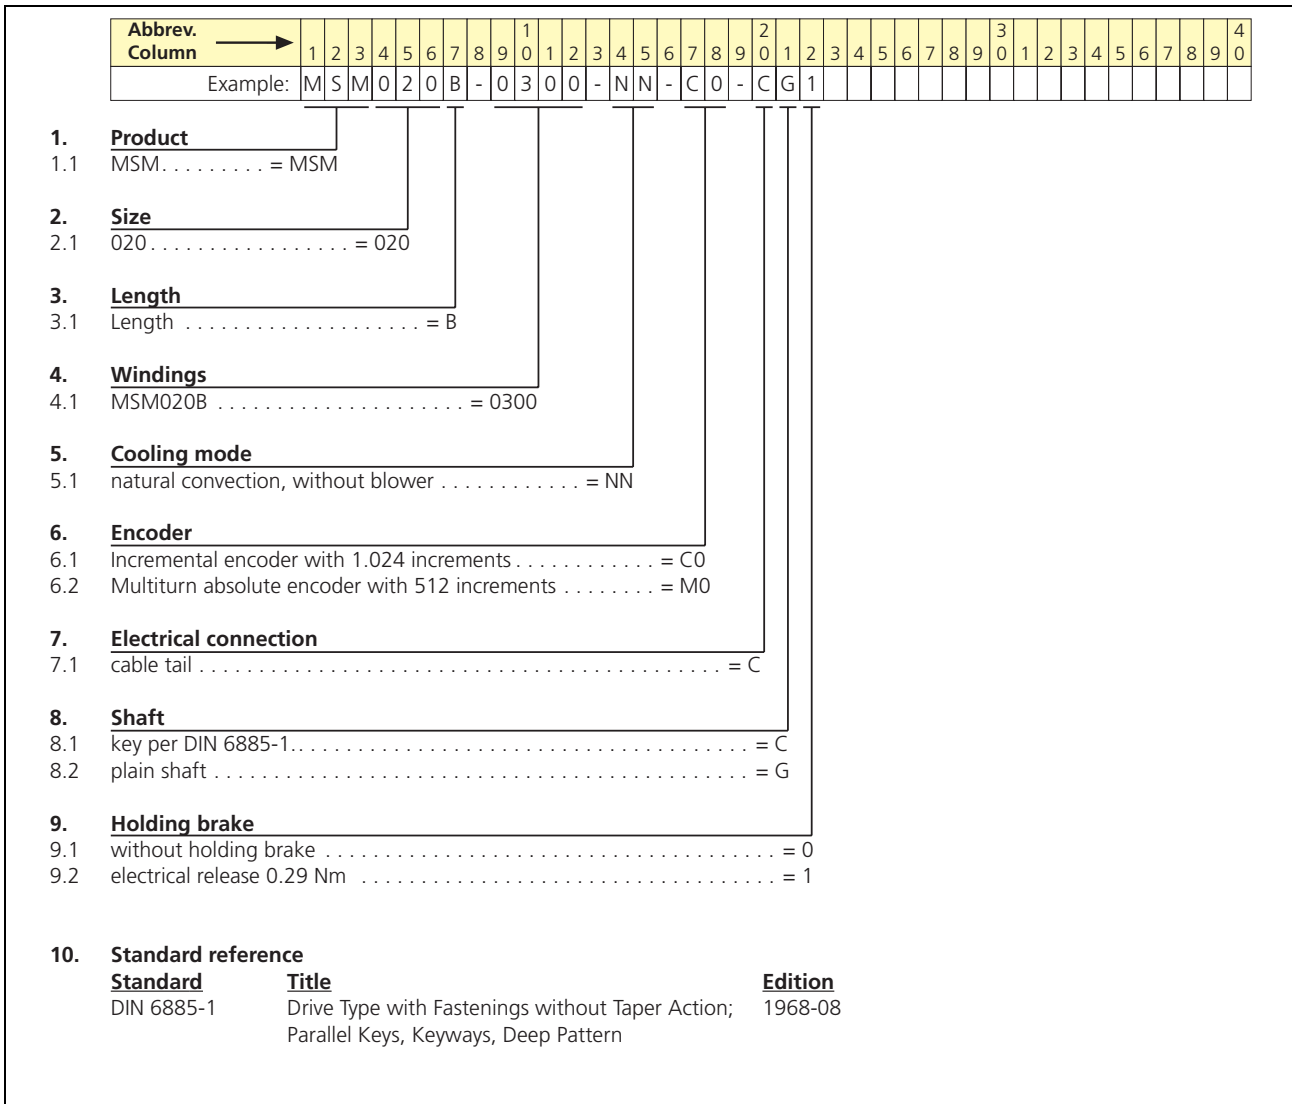 Abbrev. Column 1 2 3 4 5 6 7 8 9 10 1 2 3 4 5 6 7 8 9 20 1 2 3 4 5 6 7 8 9 30 1 2 3 4 5 6 7 8 9 40
Example: M S M 0 2 0 B - 0 3 0 0 - N N - C 0 - C G 1
1. Product
1.1 MSM. . . . . . . . . = MSM
2. Size
2.1 020 . . . . . . . . . . . . . . . . . = 020
3. Length
3.1 Length . . . . . . . . . . . . . . . . . . . . = B
4. Windings
4.1 MSM020B . . . . . . . . . . . . . . . . . . . . . = 0300
5. Cooling mode
5.1 natural convection, without blower . . . . . . . . . . . . = NN
6. Encoder
6.1 Incremental encoder with 1.024 increments . . . . . . . . . . . . = C0
6.2 Multiturn absolute encoder with 512 increments . . . . . . . . = M0
7. Electrical connection
7.1 cable tail . . . . . . . . . . . . . . . . . . . . . . . . . . . . . . . . . . . . . . . . . . . . = C
8. Shaft
8.1 key per DIN 6885-1. . . . . . . . . . . . . . . . . . . . . . . . . . . . . . . . . . . . . . . = C
8.2 plain shaft . . . . . . . . . . . . . . . . . . . . . . . . . . . . . . . . . . . . . . . . . . . . . = G
9. Holding brake
9.1 without holding brake . . . . . . . . . . . . . . . . . . . . . . . . . . . . . . . . . . . . . . = 0
9.2 electrical release 0.29 Nm . . . . . . . . . . . . . . . . . . . . . . . . . . . . . . . . . . . = 1
10. Standard reference
Standard Title Edition
DIN 6885-1 Drive Type with Fastenings without Taper Action; 1968-08
Parallel Keys, Keyways, Deep Pattern